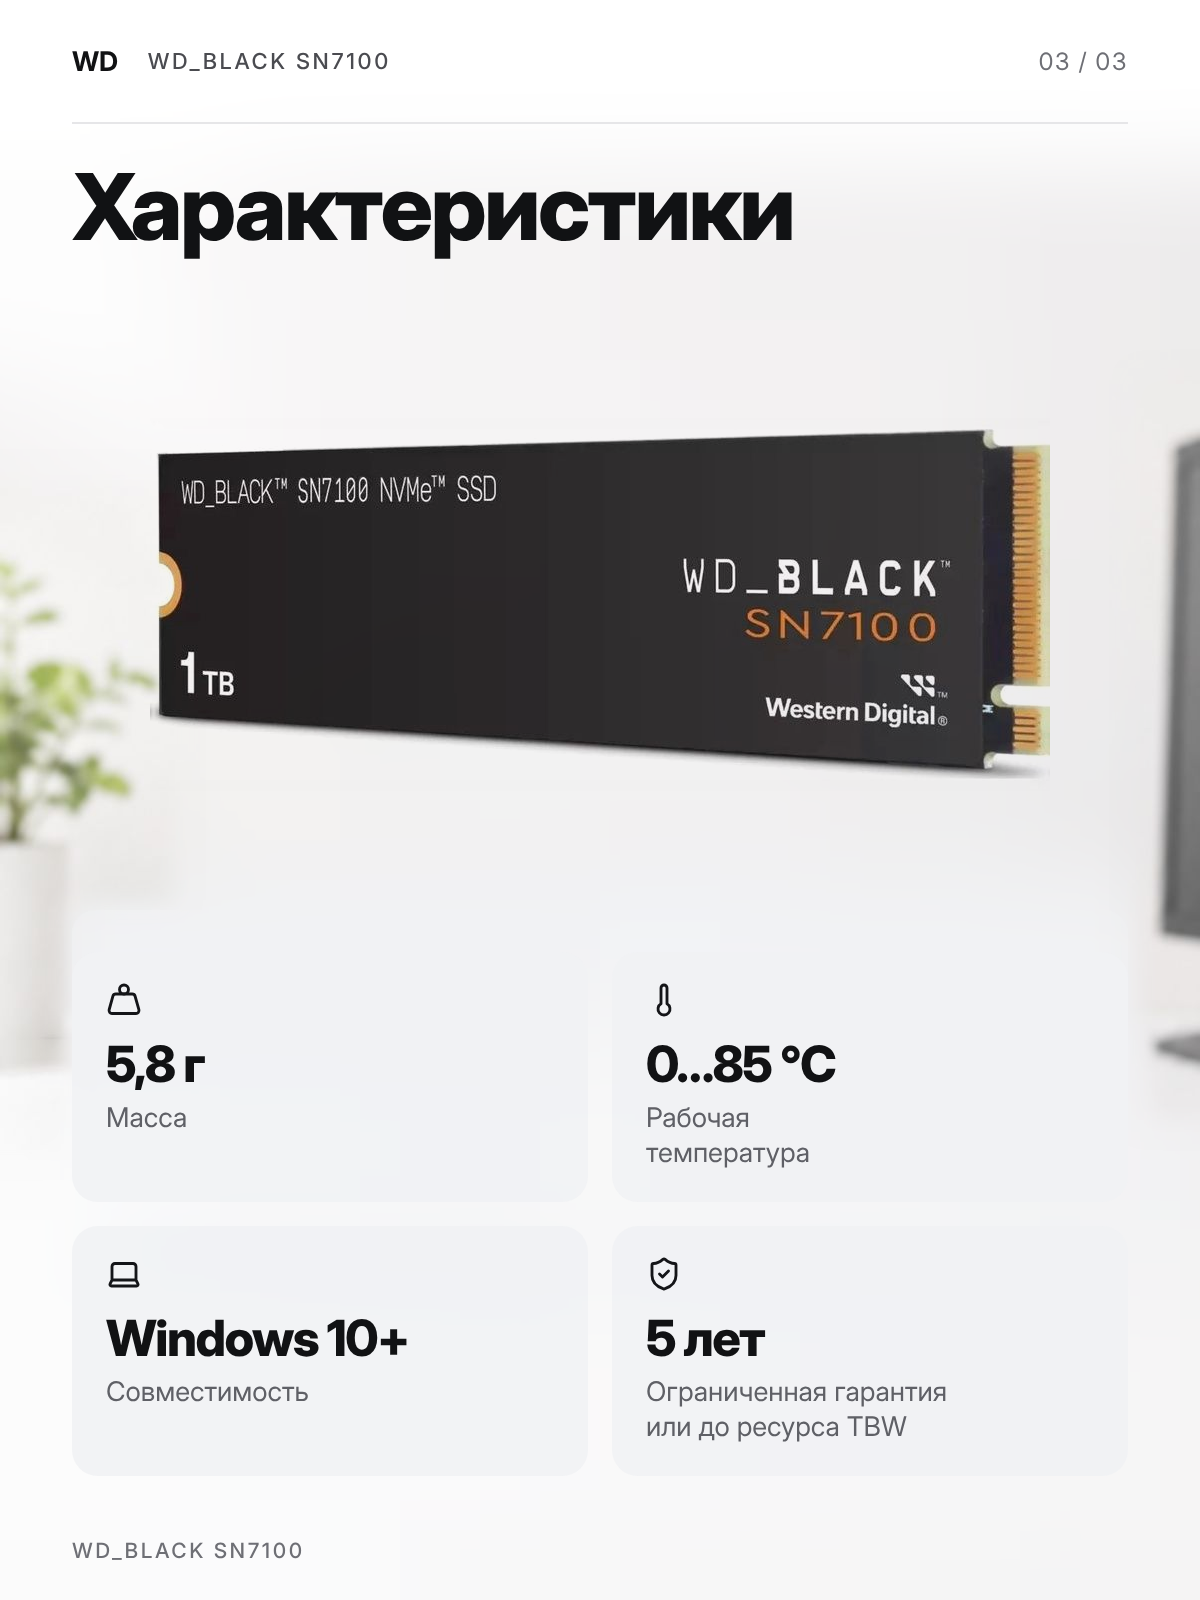 WD WD_BLACK SN7100 03 / 03
Характеристики
WD_BLACK™ SN7100 NVMe™ SSD
WD_BLACK™
SN7100
1TB
Western Digital®
5,8 г
Масса
0...85 °C
Рабочая
температура
Windows 10+
Совместимость
5 лет
Ограниченная гарантия
или до ресурса TBW
WD_BLACK SN7100